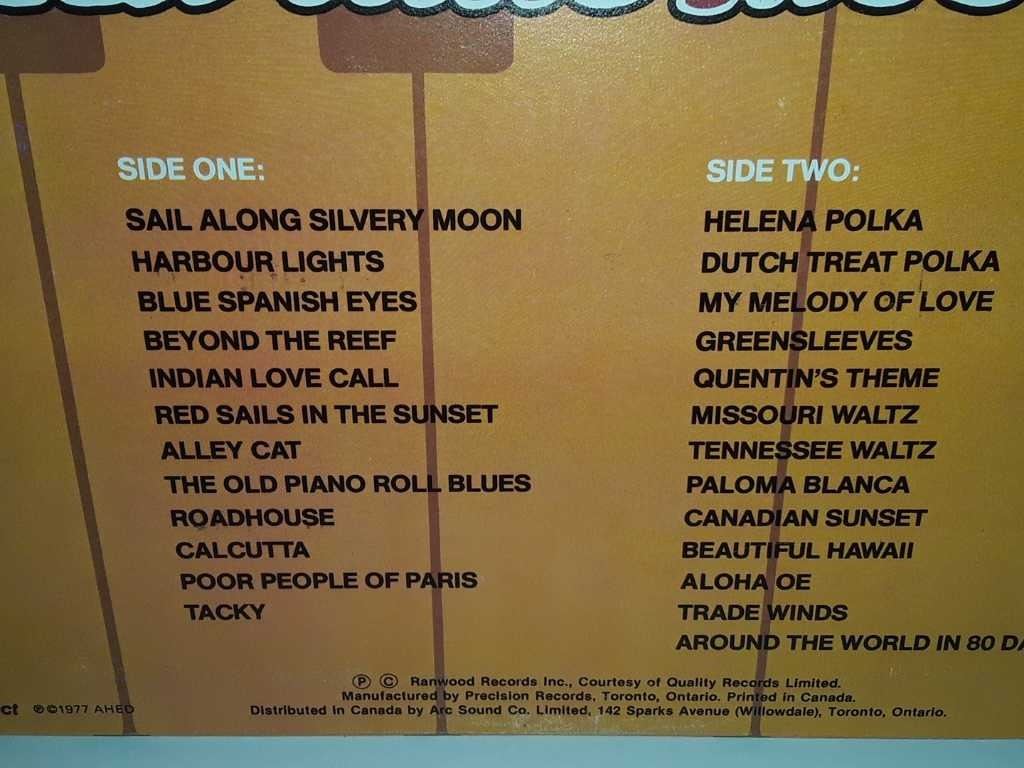 SIDE ONE:
SAIL ALONG SILVERY MOON
HARBOUR LIGHTS
BLUE SPANISH EYES
BEYOND THE REEF
INDIAN LOVE CALL
RED SAILS IN THE SUNSET
ALLEY CAT
THE OLD PIANO ROLL BLUES
ROADHOUSE
CALCUTTA
POOR PEOPLE OF PARIS
TACKY
SIDE TWO:
HELENA POLKA
DUTCH TREAT POLKA
MY MELODY OF LOVE
GREENSLEEVES
QUENTIN'S THEME
MISSOURI WALTZ
TENNESSEE WALTZ
PALOMA BLANCA
CANADIAN SUNSET
BEAUTIFUL HAWAII
ALOHA OE
TRADE WINDS
AROUND THE WORLD IN 80
Ⓟ © Ranwood Records Inc., Courtesy of Quality Records Limited.
Manufactured by Precision Records, Toronto, Ontario. Printed in Canada.
Distributed in Canada by Arc Sound Co. Limited, 142 Sparks Avenue (Willowdale), Toronto, Ontario.
℗©1977 AHED